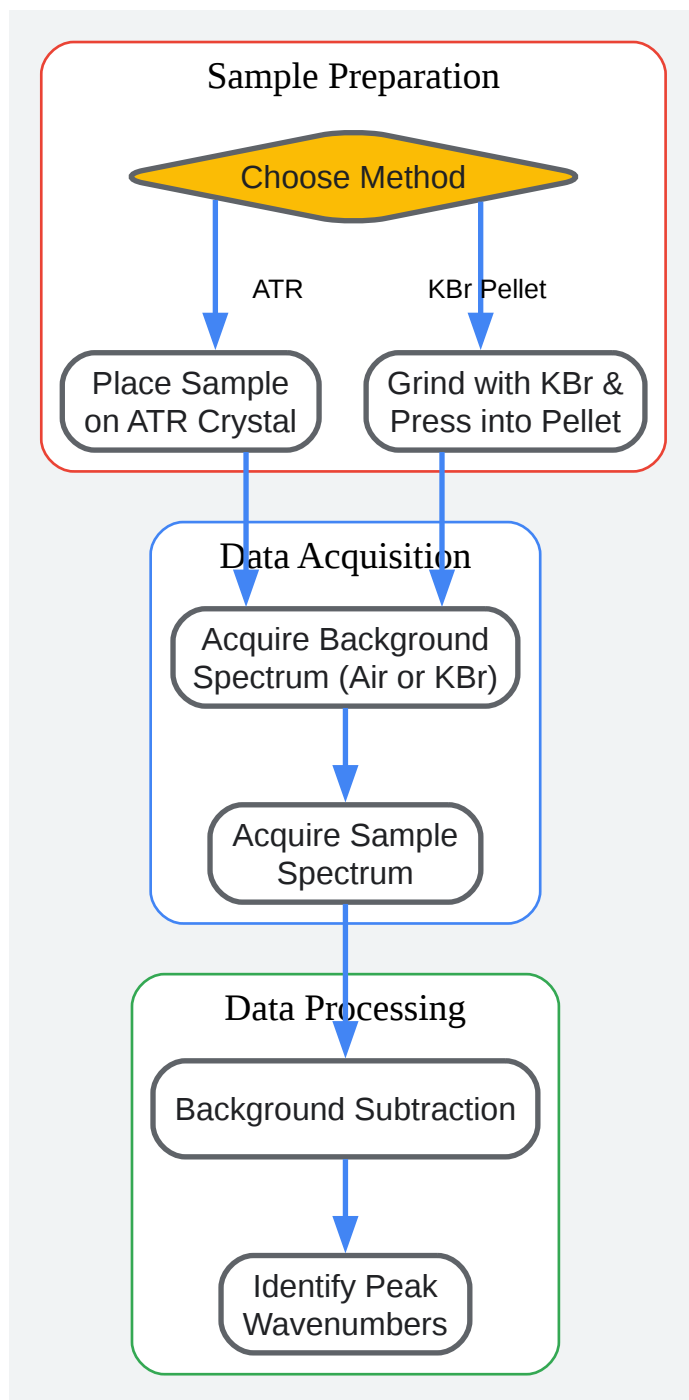 Sample Preparation
Choose Method
ATR
KBr Pellet
Place Sample
on ATR Crystal
Grind with KBr &
Press into Pellet
Data Acquisition
Acquire Background
Spectrum (Air or KBr)
Acquire Sample
Spectrum
Data Processing
Background Subtraction
Identify Peak
Wavenumbers